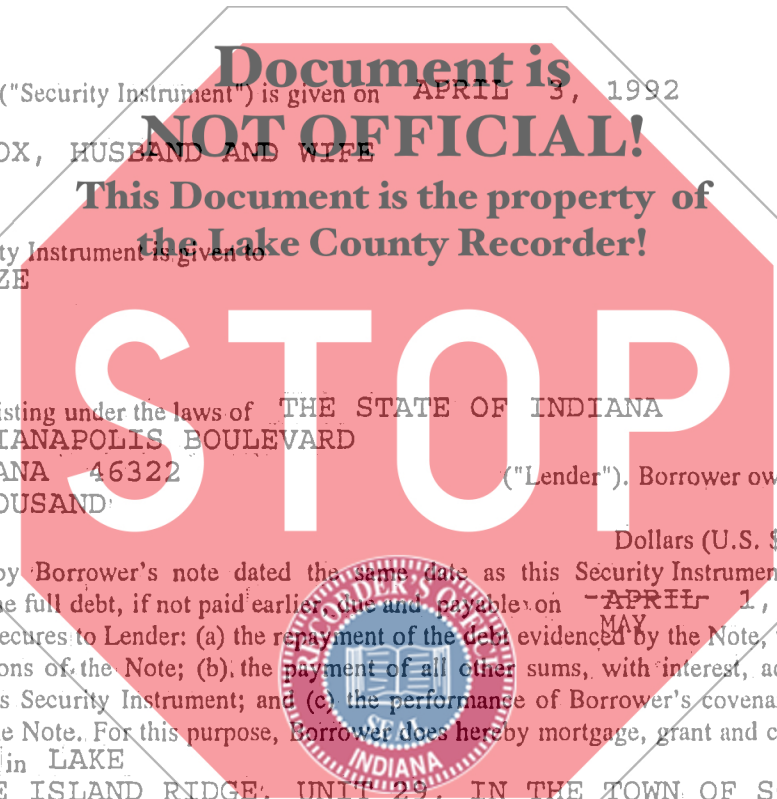 Document is
("Security Instrument") is given on APRIL 3, 1992
NOT OFFICIAL!
OX, HUSBAND AND WIFE
This Document is the property of
the Lake County Recorder!
ty Instrument is given to
ZE
STOP
isting under the laws of THE STATE OF INDIANA
IANAPOLIS BOULEVARD
ANA 46322 ("Lender"). Borrower ow
OUSAND
Dollars (U.S. $
by Borrower's note dated the same date as this Security Instrumen
e full debt, if not paid earlier, due and payable on APRIL 1,
MAY
ecures to Lender: (a) the repayment of the debt evidenced by the Note,
ons of the Note; (b) the payment of all other sums, with interest, ad
s Security Instrument; and (c) the performance of Borrower's covena
e Note. For this purpose, Borrower does hereby mortgage, grant and c
in LAKE
E ISLAND RIDGE, UNIT 29, IN THE TOWN OF S
RECORDER'S OFFICE
SEAL
INDIANA